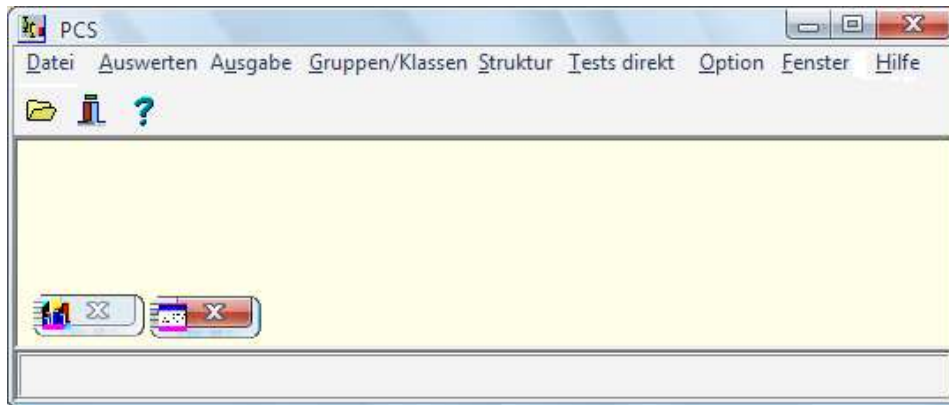 PCS
Datei Auswerten Ausgabe Gruppen/Klassen Struktur Tests direkt Option Fenster Hilfe